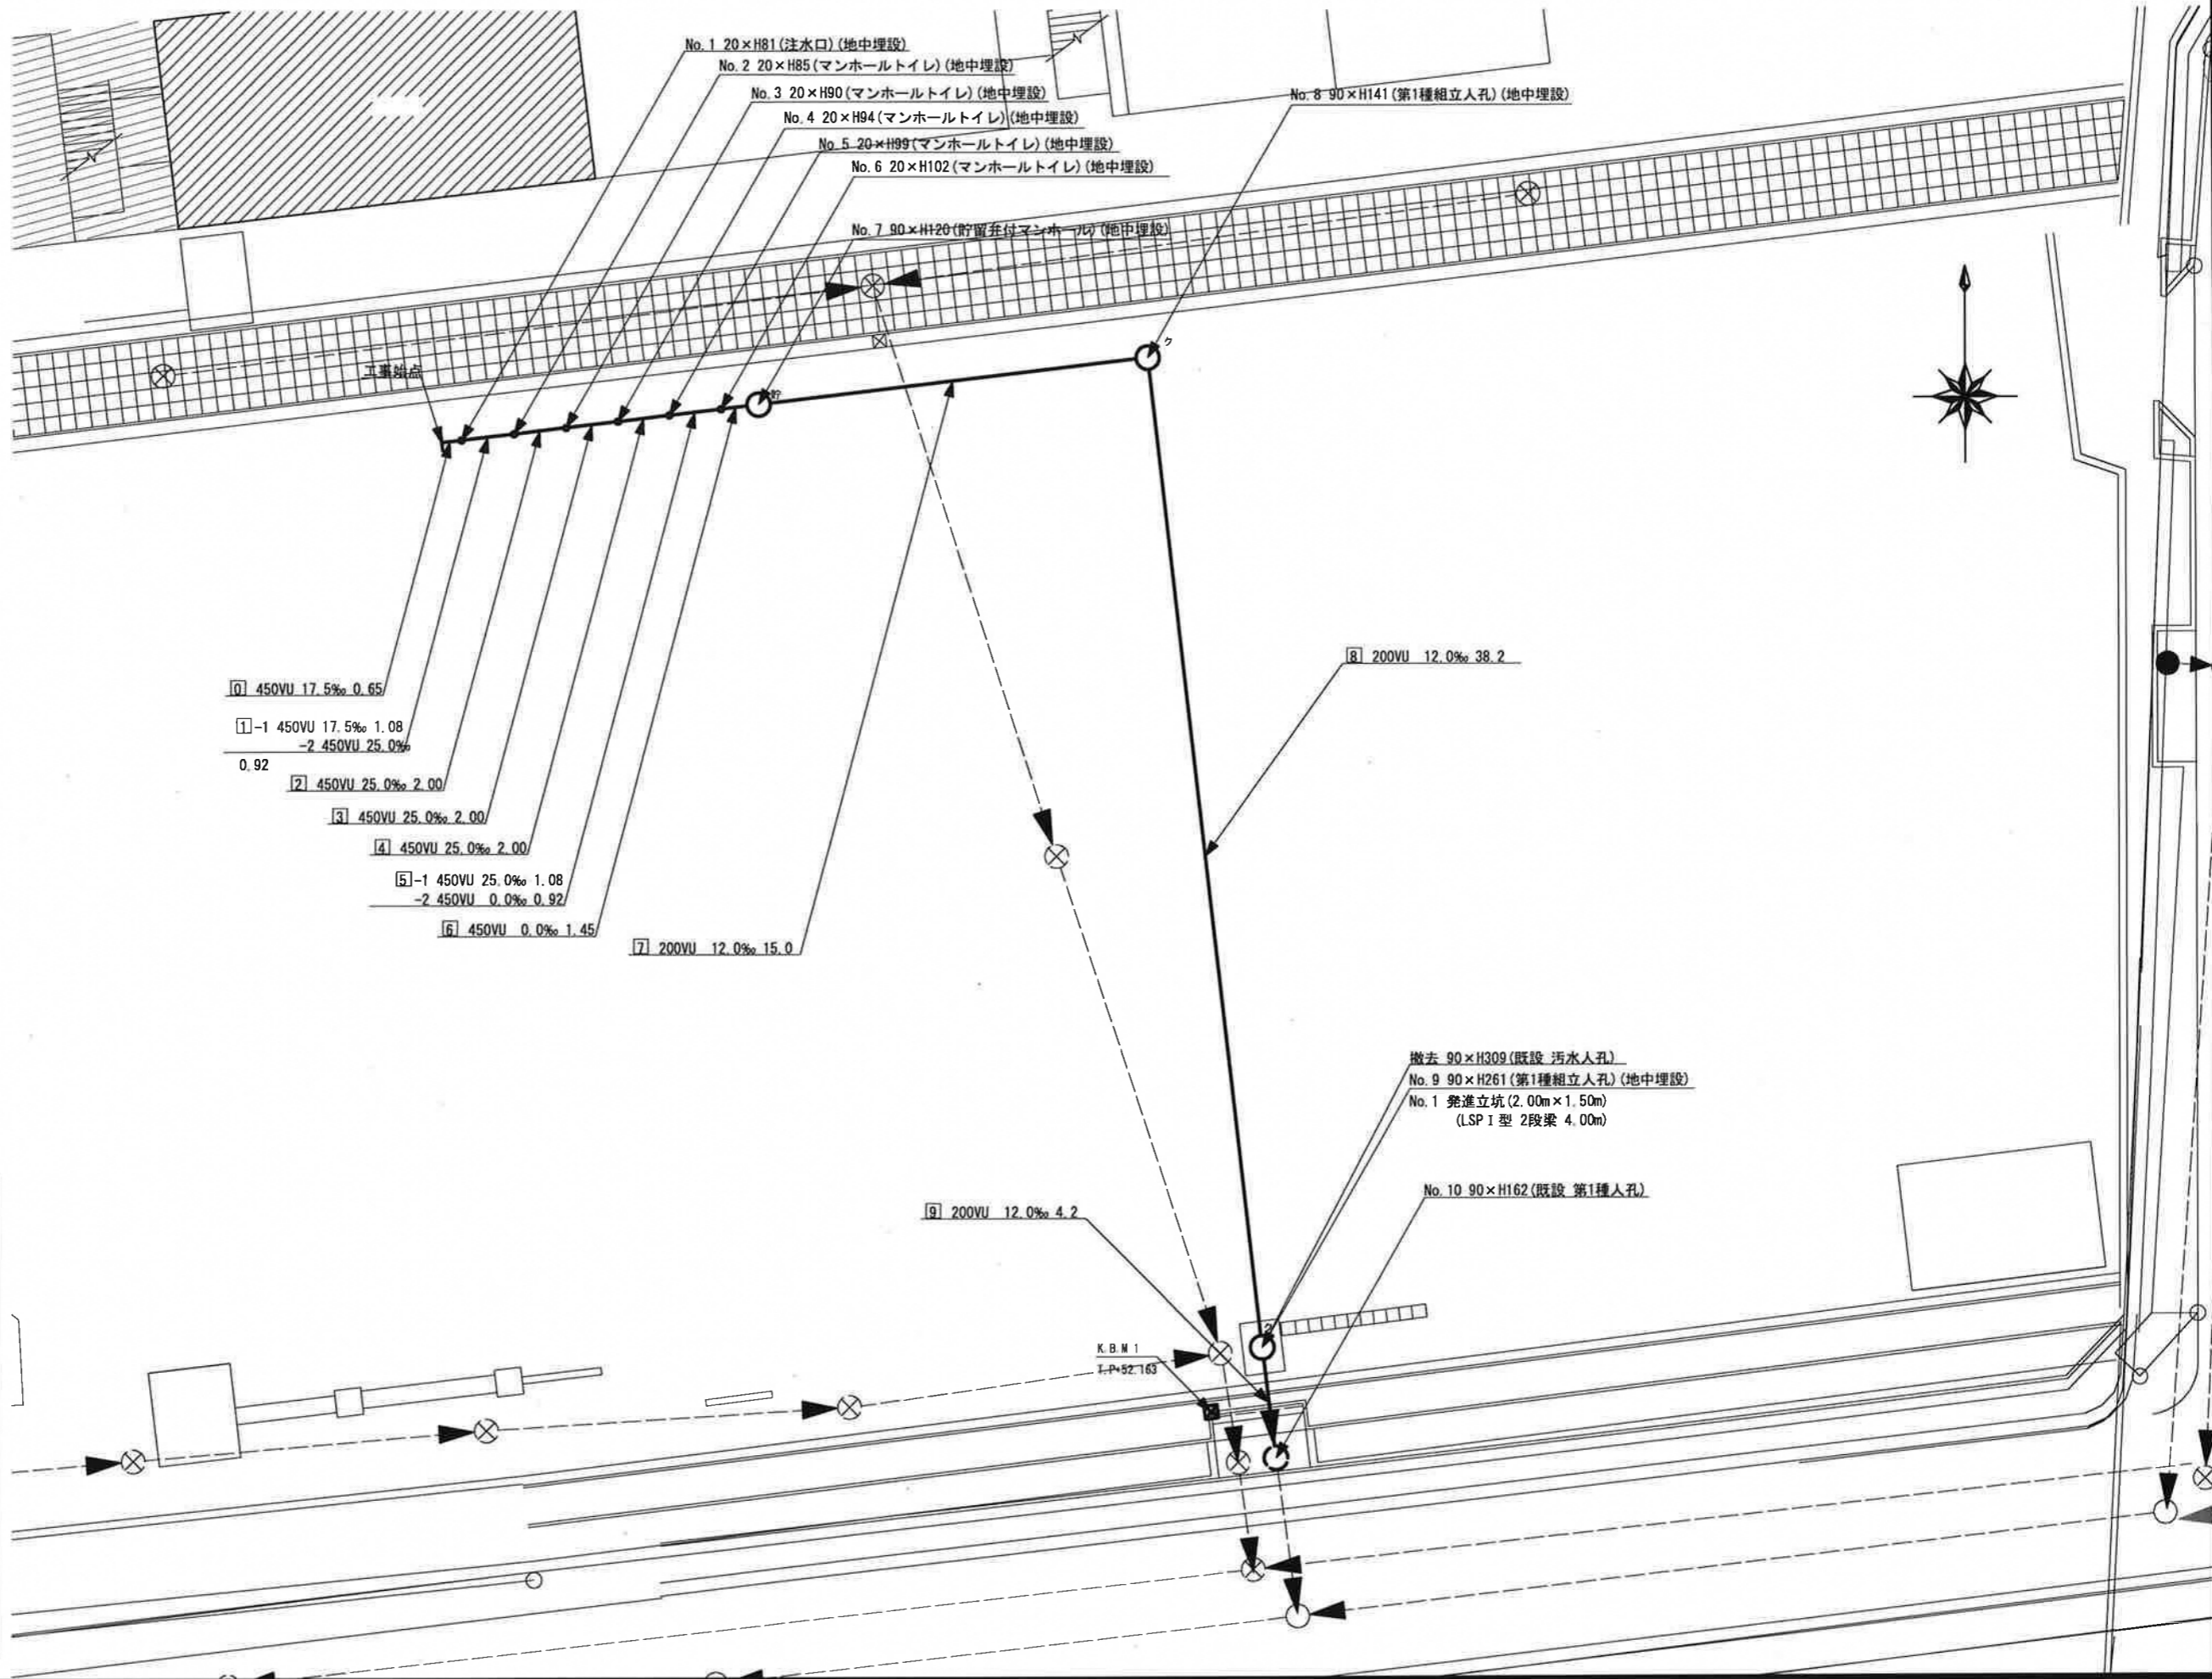 No. 1 20×H81(注水口)(地中埋設)
No. 2 20×H85(マンホールトイレ)(地中埋設)
No. 3 20×H90(マンホールトイレ)(地中埋設)
No. 4 20×H94(マンホールトイレ)(地中埋設)
No. 5 20×H99(マンホールトイレ)(地中埋設)
No. 6 20×H102(マンホールトイレ)(地中埋設)
No. 7 90×H120(貯留弁付マンホール)(地中埋設)
No. 8 90×H141(第1種組立人孔)(地中埋設)
工事始点
貯
ク
0 450VU 17.5‰ 0.65
1-1 450VU 17.5‰ 1.08
-2 450VU 25.0‰
0.92
2 450VU 25.0‰ 2.00
3 450VU 25.0‰ 2.00
4 450VU 25.0‰ 2.00
5-1 450VU 25.0‰ 1.08
-2 450VU 0.0‰ 0.92
6 450VU 0.0‰ 1.45
7 200VU 12.0‰ 15.0
8 200VU 12.0‰ 38.2
撤去 90×H309(既設 汚水人孔)
No. 9 90×H261(第1種組立人孔)(地中埋設)
No. 1 発進立坑(2.00m×1.50m)
(LSPⅠ型 2段梁 4.00m)
No. 10 90×H162(既設 第1種人孔)
9 200VU 12.0‰ 4.2
K.B.M 1
T.P+52.163